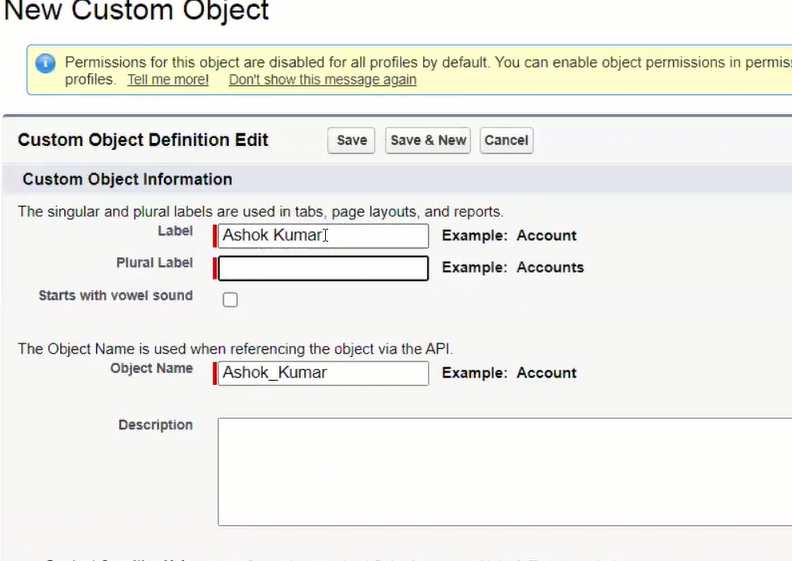 New Custom Object
Permissions for this object are disabled for all profiles by default. You can enable object permissions in
profiles. Tell me more! Don't show this message again
Custom Object Definition Edit Save Save & New Cancel
Custom Object Information
The singular and plural labels are used in tabs, page layouts, and reports.
Label Ashok Kumar Example: Account
Plural Label Example: Accounts
Starts with vowel sound
The Object Name is used when referencing the object via the API.
Object Name Ashok_Kumar Example: Account
Description